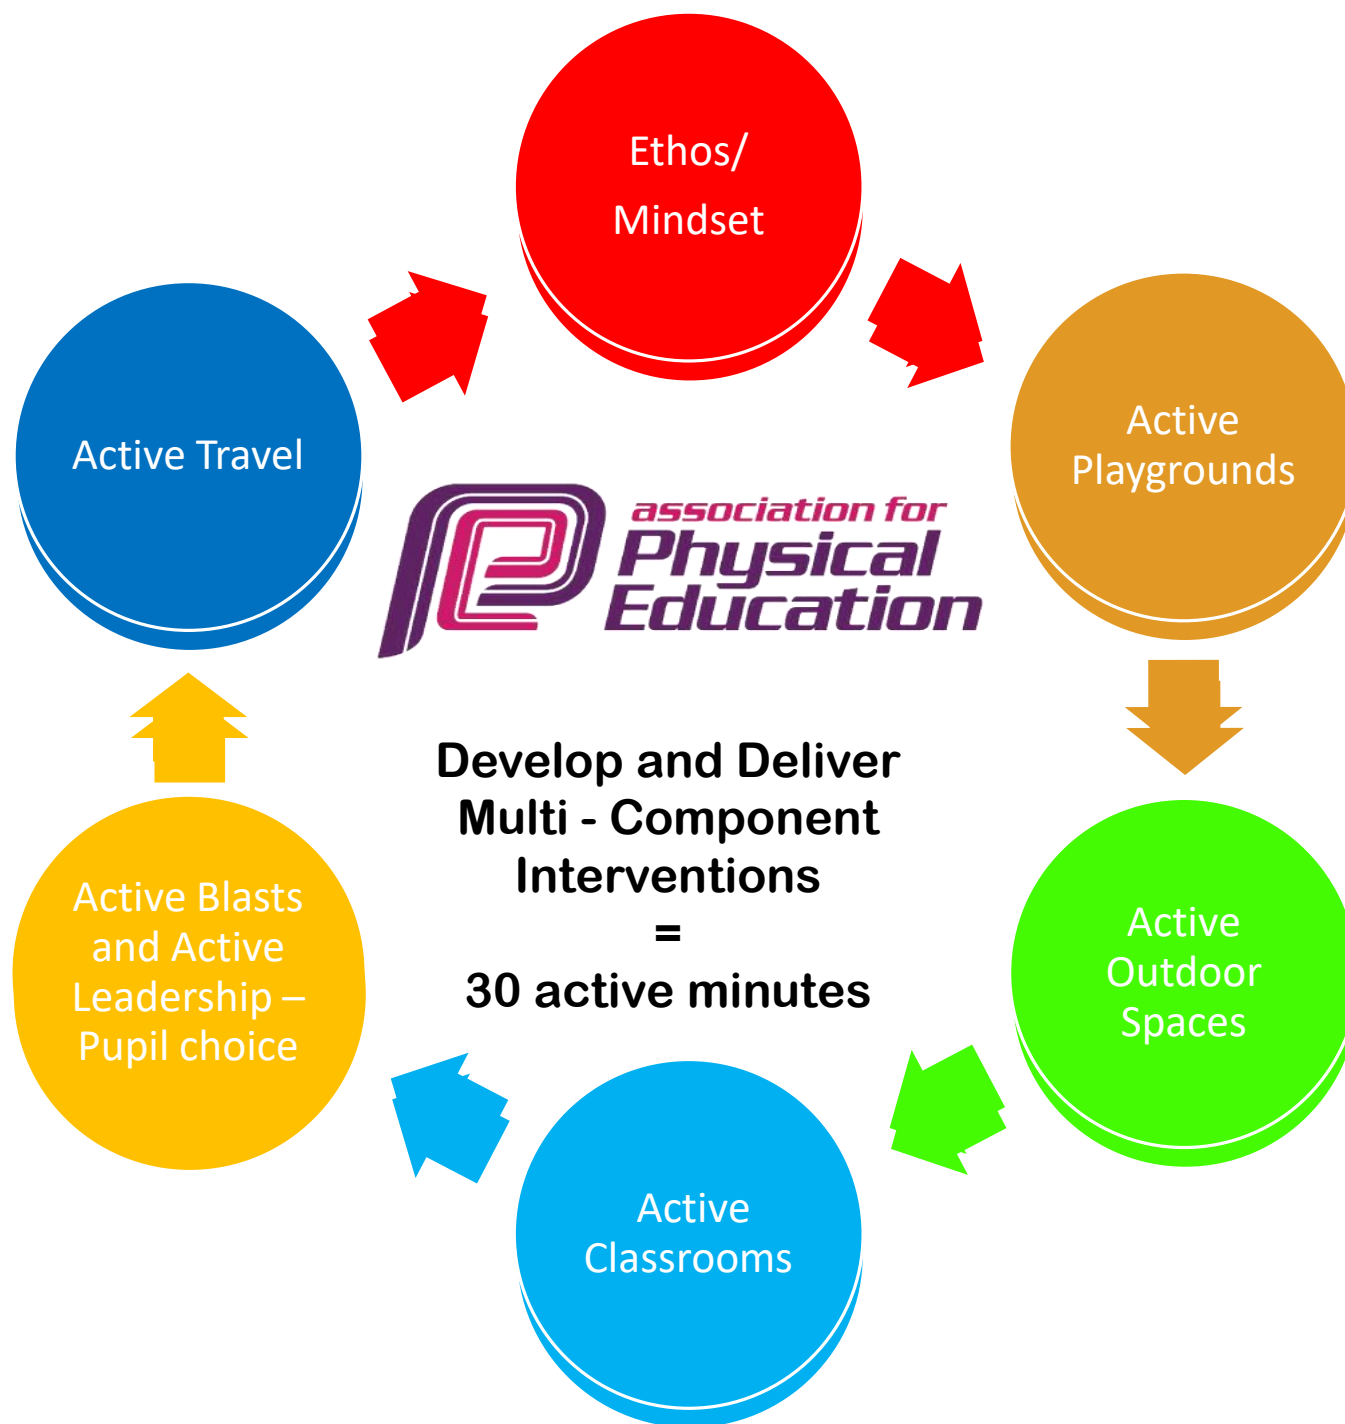 Ethos/
Mindset
Active
Playgrounds
Active
Outdoor
Spaces
Active
Classrooms
Active Blasts
and Active
Leadership –
Pupil choice
Active Travel
association for
Physical
Education
Develop and Deliver
Multi - Component
Interventions
=
30 active minutes